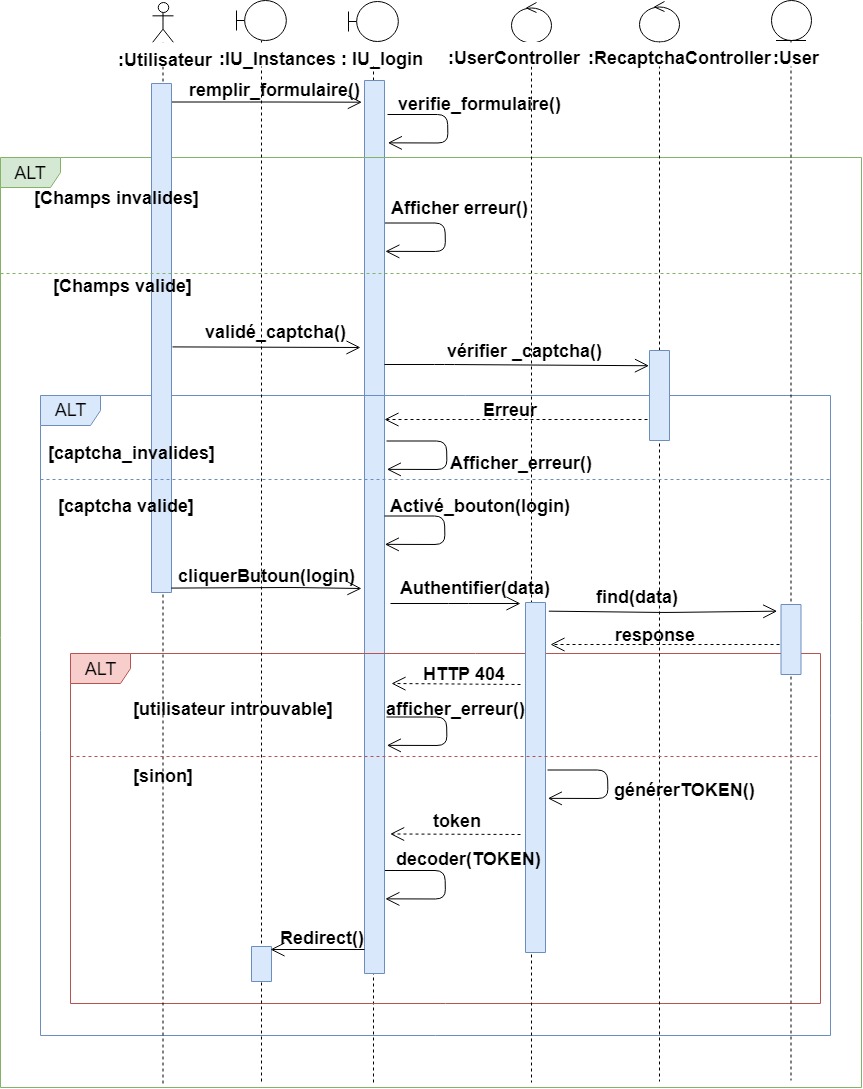 :Utilisateur :IU_Instances : IU_login :UserController :RecaptchaController :User
remplir_formulaire()
verifie_formulaire()
ALT
[Champs invalides]
Afficher erreur()
[Champs valide]
validé_captcha()
vérifier _captcha()
ALT
Erreur
[captcha_invalides]
Afficher_erreur()
[captcha valide]
Activé_bouton(login)
cliquerButoun(login)
Authentifier(data)
find(data)
response
ALT
HTTP 404
[utilisateur introuvable]
afficher_erreur()
[sinon]
générerTOKEN()
token
decoder(TOKEN)
Redirect()